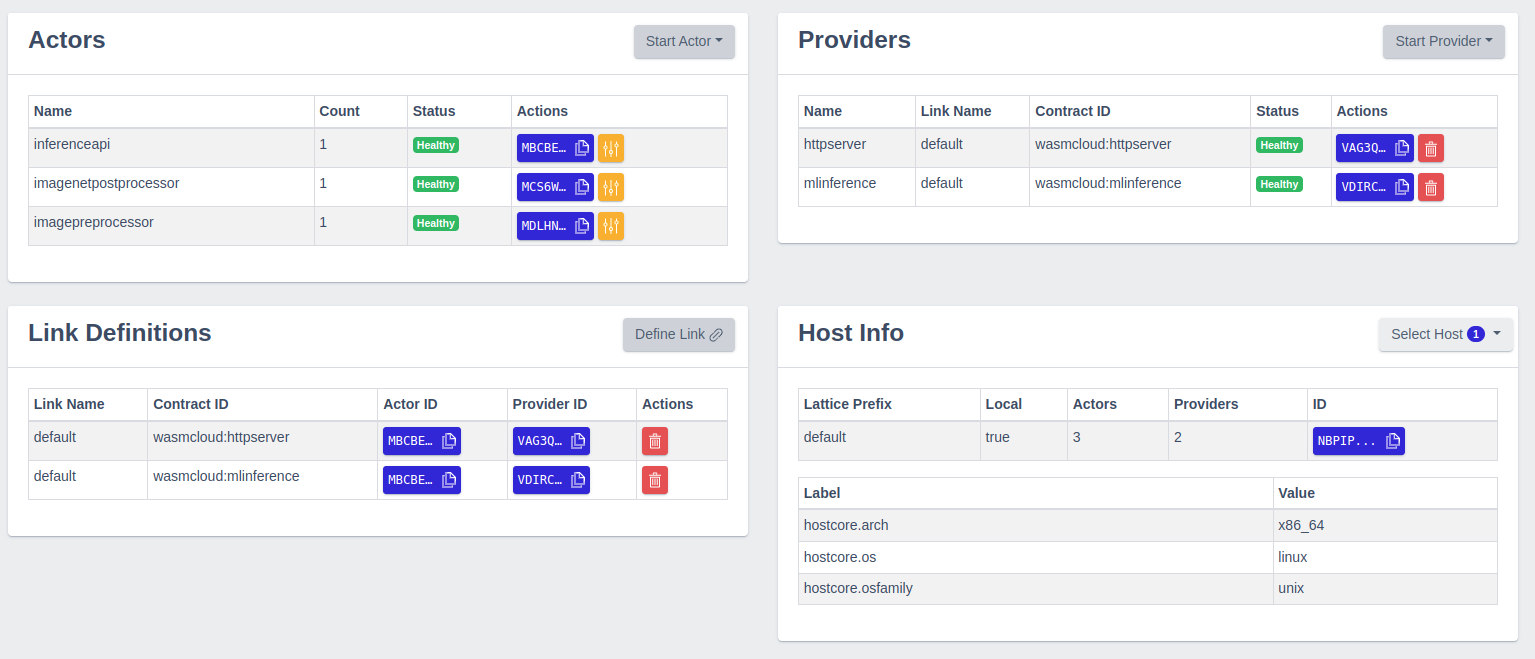 Actors
Start Actor
Name Count Status Actions
inferenceapi 1 Healthy MBCBE...
imagenetpostprocessor 1 Healthy MCS6W...
imagepreprocessor 1 Healthy MDLHN...
Providers
Start Provider
Name Link Name Contract ID Status Actions
httpserver default wasmcloud:httpserver Healthy VAG3Q...
mlinference default wasmcloud:mlinference Healthy VDIRC...
Link Definitions
Define Link
Link Name Contract ID Actor ID Provider ID Actions
default wasmcloud:httpserver MBCBE... VAG3Q...
default wasmcloud:mlinference MBCBE... VDIRC...
Host Info
Select Host 1
Lattice Prefix Local Actors Providers ID
default true 3 2 NBPIP...
Label Value
hostcore.arch x86_64
hostcore.os linux
hostcore.osfamily unix